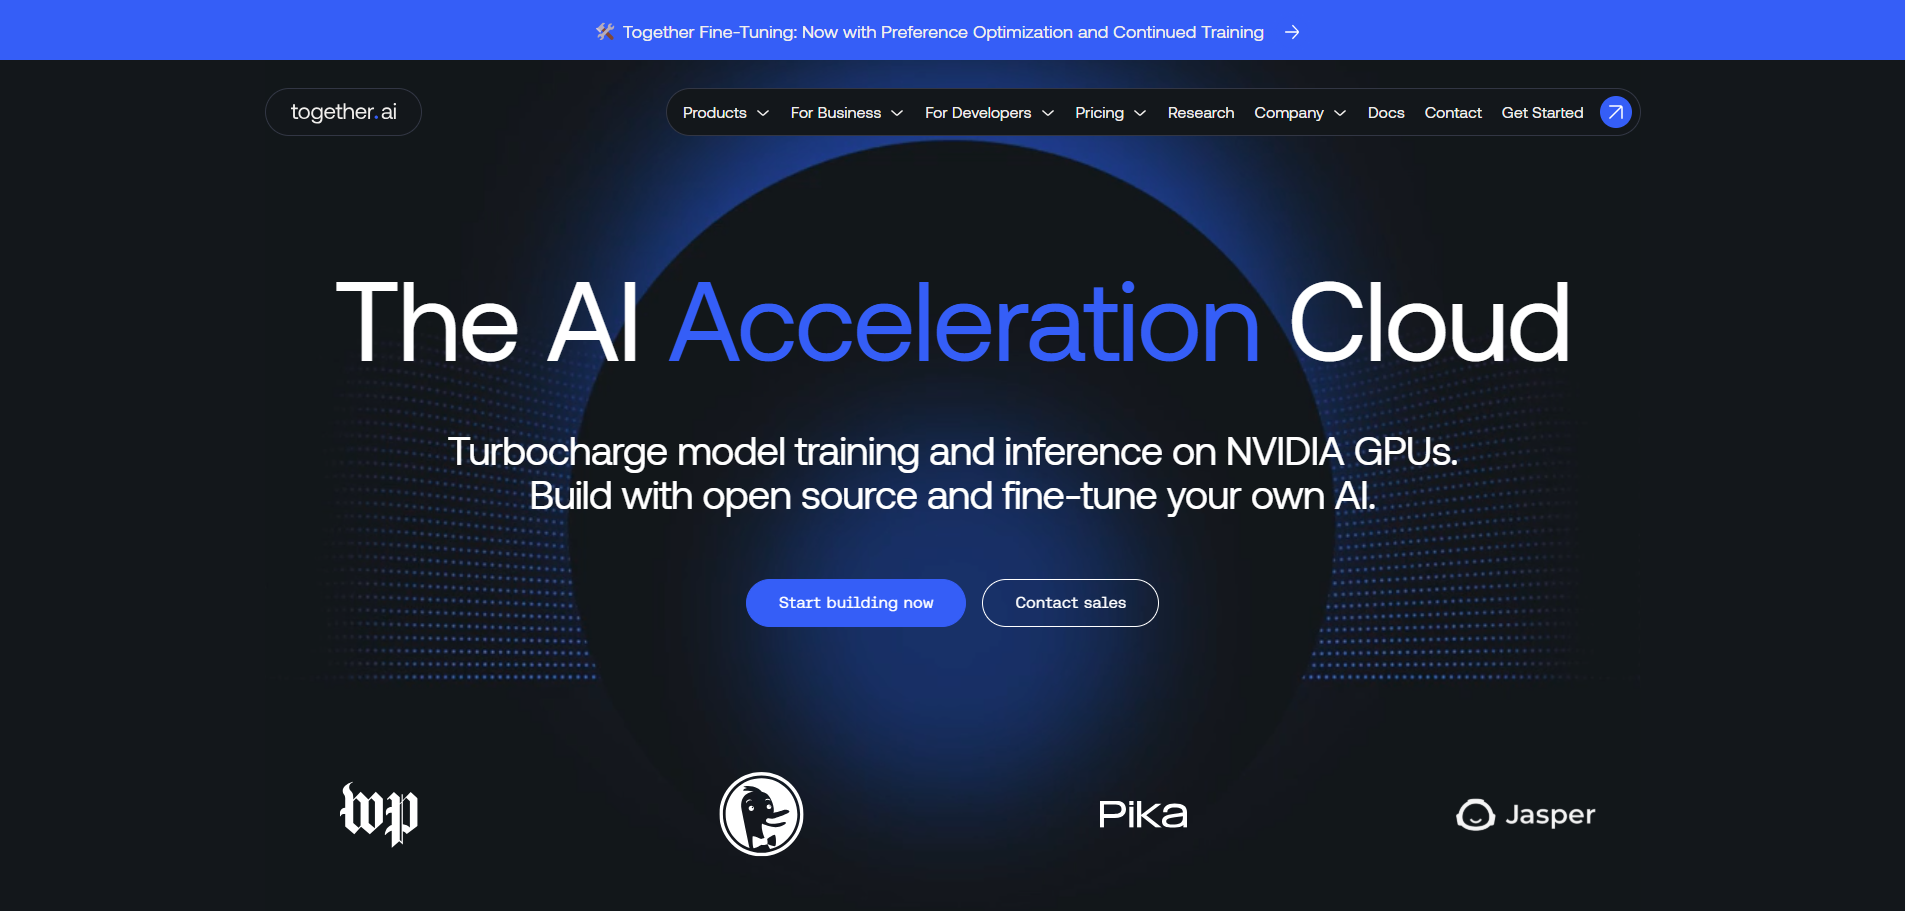 Together Fine-Tuning: Now with Preference Optimization and Continued Training
together.ai
Products For Business For Developers Pricing Research Company Docs Contact Get Started
The AI Acceleration Cloud
Turbocharge model training and inference on NVIDIA GPUs.
Build with open source and fine-tune your own AI.
Start building now Contact sales
wp Pika Jasper